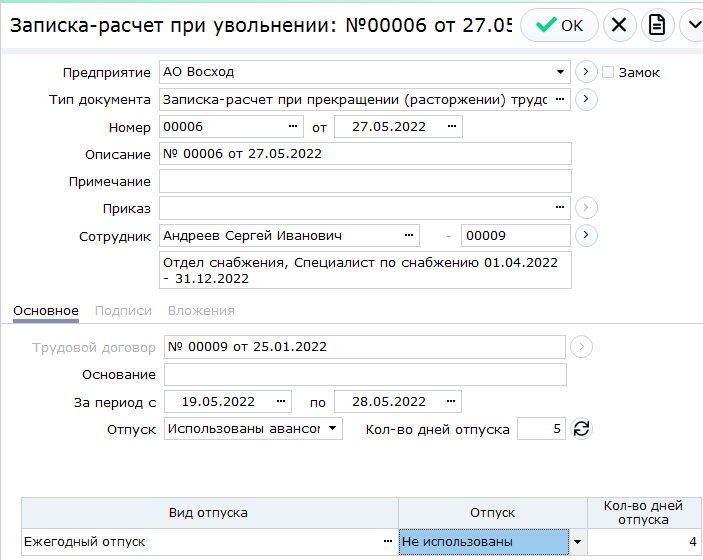 Записка-расчет при увольнении: №00006 от 27.05 OK
Предприятие АО Восход Замок
Тип документа Записка-расчет при прекращении (расторжении) трудо ...
Номер 00006 ... от 27.05.2022 ...
Описание № 00006 от 27.05.2022
Примечание
Приказ ...
Сотрудник Андреев Сергей Иванович ... - 00009
Отдел снабжения, Специалист по снабжению 01.04.2022
- 31.12.2022
Основное Подписи Вложения
Трудовой договор № 00009 от 25.01.2022
Основание
За период с 19.05.2022 ... по 28.05.2022 ...
Отпуск Использованы авансом Кол-во дней отпуска 5
Вид отпуска Отпуск Кол-во дней
отпуска
Ежегодный отпуск ... Не использованы 4